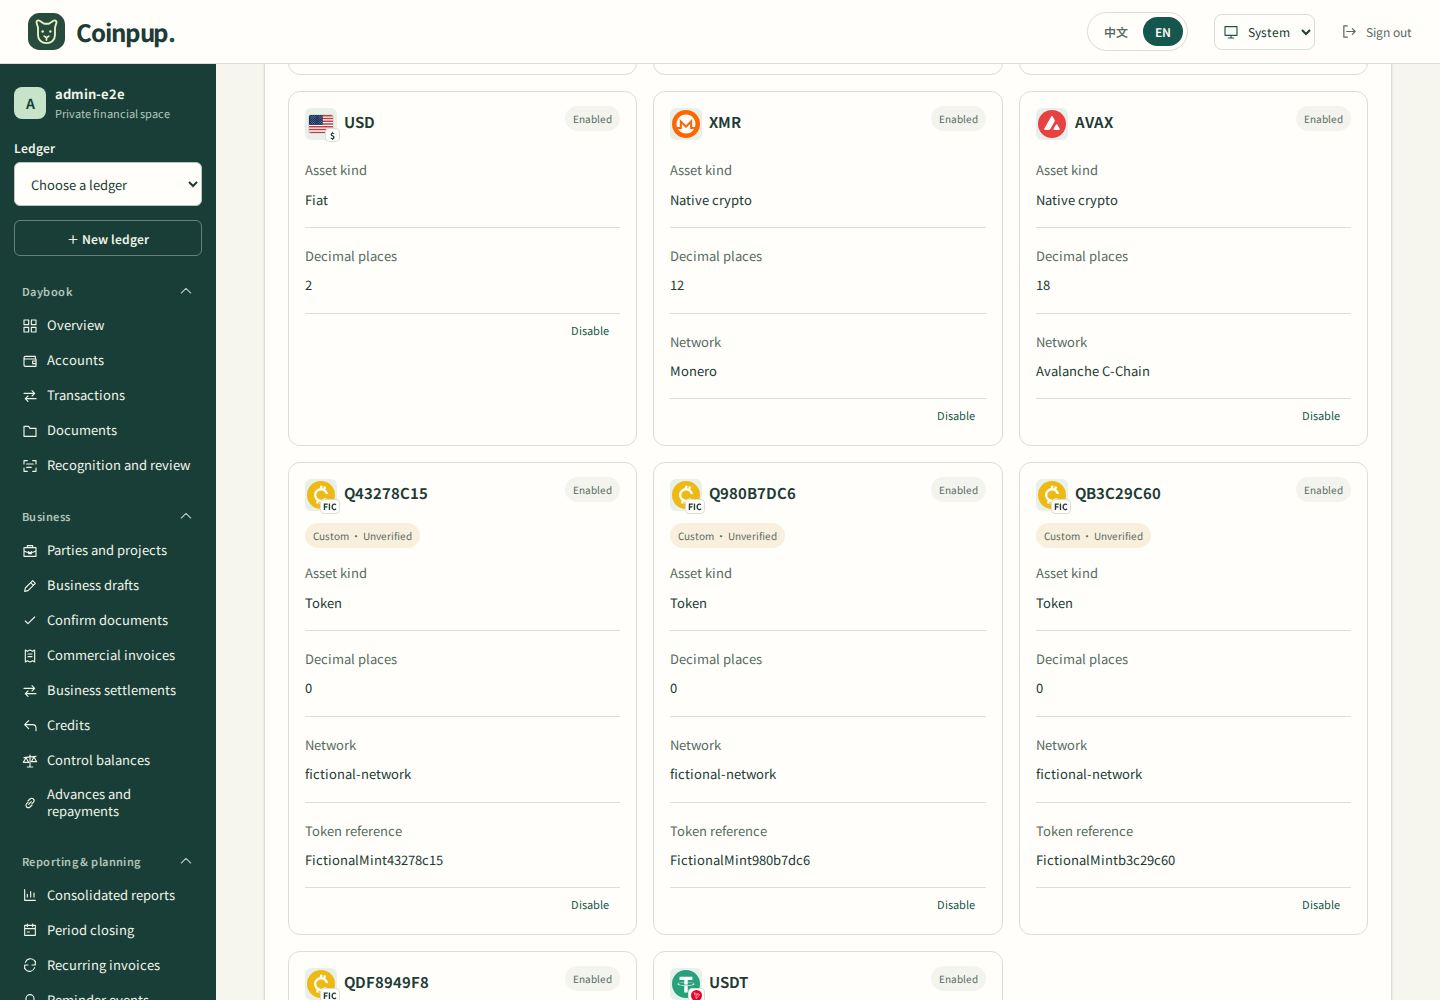 Coinpup.
中文
EN
System
Sign out
A
admin-e2e
Private financial space
Ledger
Choose a ledger
+ New ledger
Daybook
Overview
Accounts
Transactions
Documents
Recognition and review
Business
Parties and projects
Business drafts
Confirm documents
Commercial invoices
Business settlements
Credits
Control balances
Advances and
repayments
Reporting & planning
Consolidated reports
Period closing
Recurring invoices
Reminder events
$
USD
Enabled
Asset kind
Fiat
Decimal places
2
Disable
XMR
Enabled
Asset kind
Native crypto
Decimal places
12
Network
Monero
Disable
AVAX
Enabled
Asset kind
Native crypto
Decimal places
18
Network
Avalanche C-Chain
Disable
FIC
Q43278C15
Enabled
Custom • Unverified
Asset kind
Token
Decimal places
0
Network
fictional-network
Token reference
FictionalMint43278c15
Disable
FIC
Q980B7DC6
Enabled
Custom • Unverified
Asset kind
Token
Decimal places
0
Network
fictional-network
Token reference
FictionalMint980b7dc6
Disable
FIC
QB3C29C60
Enabled
Custom • Unverified
Asset kind
Token
Decimal places
0
Network
fictional-network
Token reference
FictionalMintb3c29c60
Disable
FIC
QDF8949F8
Enabled
USDT
Enabled